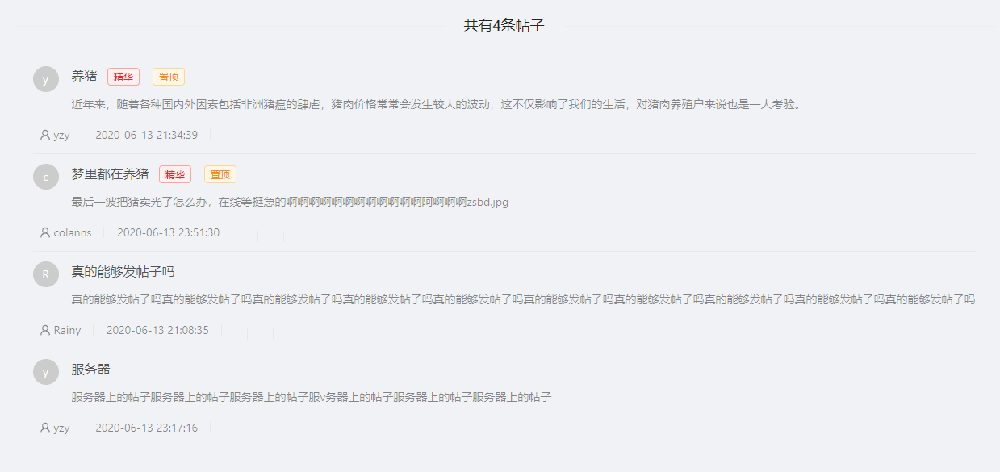 共有4条帖子
y 养猪 精华 置顶
近年来，随着各种国内外因素包括非洲猪瘟的肆虐，猪肉价格常常会发生较大的波动，这不仅影响了我们的生活，对猪肉养殖户来说也是一大考验。
yzy 2020-06-13 21:34:39
c 梦里都在养猪 精华 置顶
最后一波把猪卖光了怎么办，在线等挺急的啊啊啊啊啊啊啊啊啊啊啊啊阿啊啊啊zsbd.jpg
colanns 2020-06-13 23:51:30
R 真的能够发帖子吗
真的能够发帖子吗真的能够发帖子吗真的能够发帖子吗真的能够发帖子吗真的能够发帖子吗真的能够发帖子吗真的能够发帖子吗真的能够发帖子吗真的能够发帖子吗真的能够发帖子吗
Rainy 2020-06-13 21:08:35
y 服务器
服务器上的帖子服务器上的帖子服务器上的帖子服v务器上的帖子服务器上的帖子服务器上的帖子
yzy 2020-06-13 23:17:16